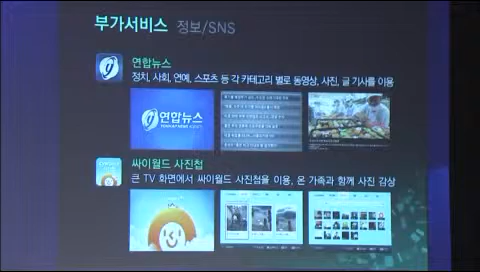 부가서비스 정보/SNS
연합뉴스
정치, 사회, 연예, 스포츠 등 각 카테고리 별로 동영상, 사진, 글 기사를 이용
연합뉴스
YONHAP NEWS AGENCY
싸이월드 사진첩
큰 TV 화면에서 싸이월드 사진첩을 이용, 온 가족과 함께 사진 감상